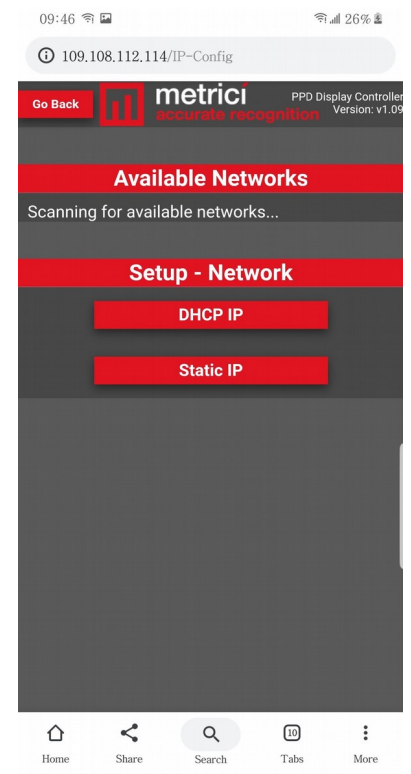 09:46 26%
109.108.112.114/IP-Config
Go Back
metrici
accurate recognition
PPD Display Controller
Version: v1.09
Available Networks
Scanning for available networks...
Setup - Network
DHCP IP
Static IP
10
Home Share Search Tabs More